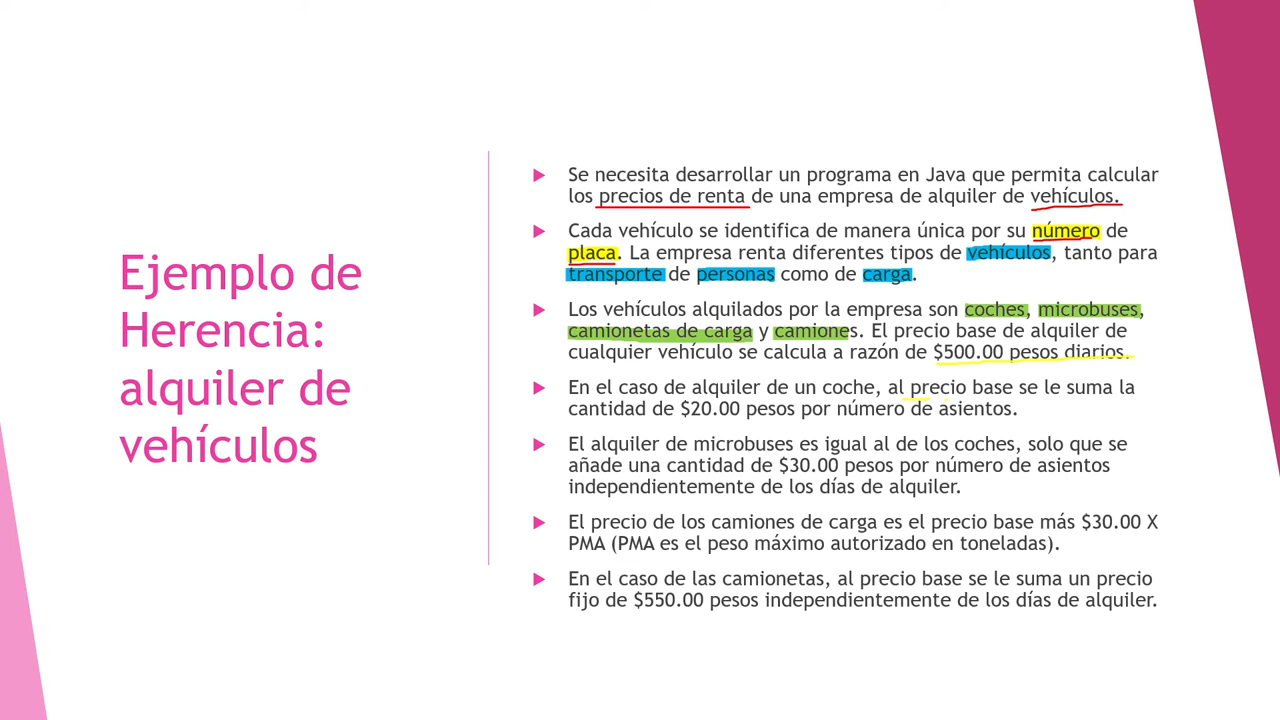 Ejemplo de
Herencia:
alquiler de
vehículos
Se necesita desarrollar un programa en Java que permita calcular
los precios de renta de una empresa de alquiler de vehículos.
Cada vehículo se identifica de manera única por su número de
placa. La empresa renta diferentes tipos de vehículos, tanto para
transporte de personas como de carga.
Los vehículos alquilados por la empresa son coches, microbuses,
camionetas de carga y camiones. El precio base de alquiler de
cualquier vehículo se calcula a razón de $500.00 pesos diarios.
En el caso de alquiler de un coche, al precio base se le suma la
cantidad de $20.00 pesos por número de asientos.
El alquiler de microbuses es igual al de los coches, solo que se
añade una cantidad de $30.00 pesos por número de asientos
independientemente de los días de alquiler.
El precio de los camiones de carga es el precio base más $30.00 X
PMA (PMA es el peso máximo autorizado en toneladas).
En el caso de las camionetas, al precio base se le suma un precio
fijo de $550.00 pesos independientemente de los días de alquiler.